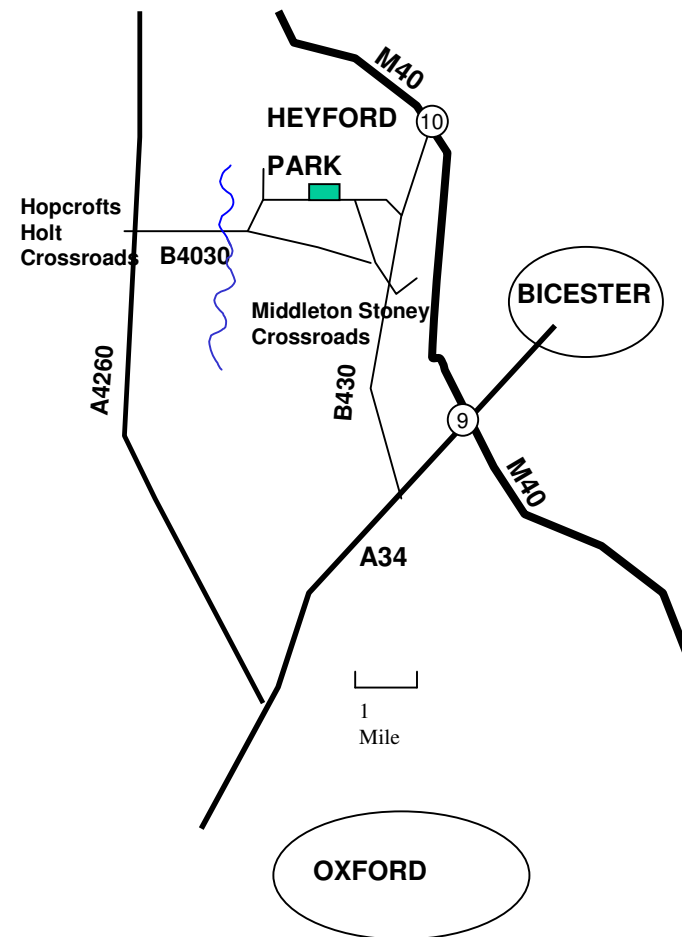 M40
HEYFORD
10
PARK
Hopcrofts
Holt
Crossroads
B4030
BICESTER
Middleton Stoney
Crossroads
A4260
B430
9
M40
A34
1
Mile
OXFORD